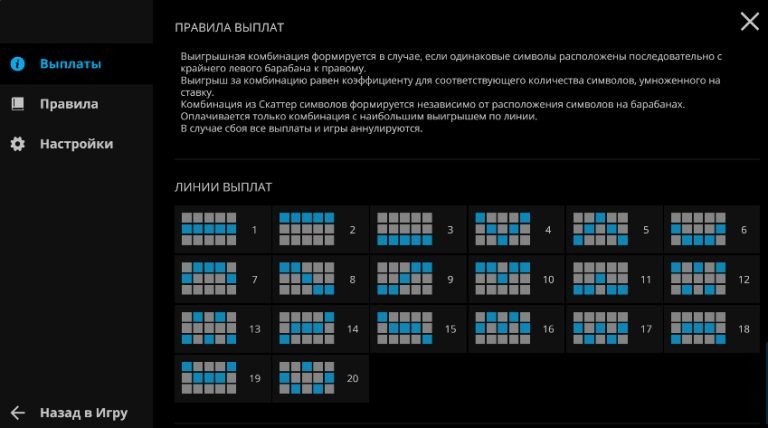 ПРАВИЛА ВЫПЛАТ
Выигрышная комбинация формируется в случае, если одинаковые символы расположены последовательно с
крайнего левого барабана к правому.
Выигрыш за комбинацию равен коэффициенту для соответствующего количества символов, умноженного на
ставку.
Комбинация из Скаттер символов формируется независимо от расположения символов на барабанах.
Оплачивается только комбинация с наибольшим выигрышем по линии.
В случае сбоя все выплаты и игры аннулируются.
Выплаты
Правила
Настройки
ЛИНИИ ВЫПЛАТ
1 2 3 4 5 6
7 8 9 10 11 12
13 14 15 16 17 18
19 20
Назад в Игру